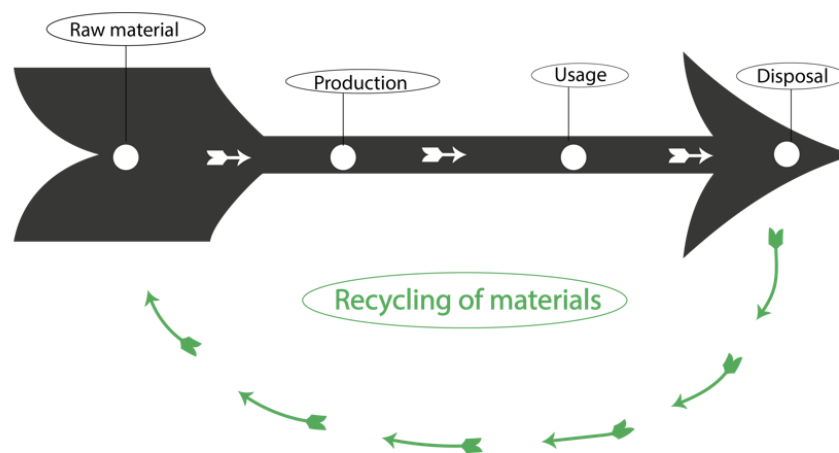 Raw material
Production
Usage
Disposal
Recycling of materials